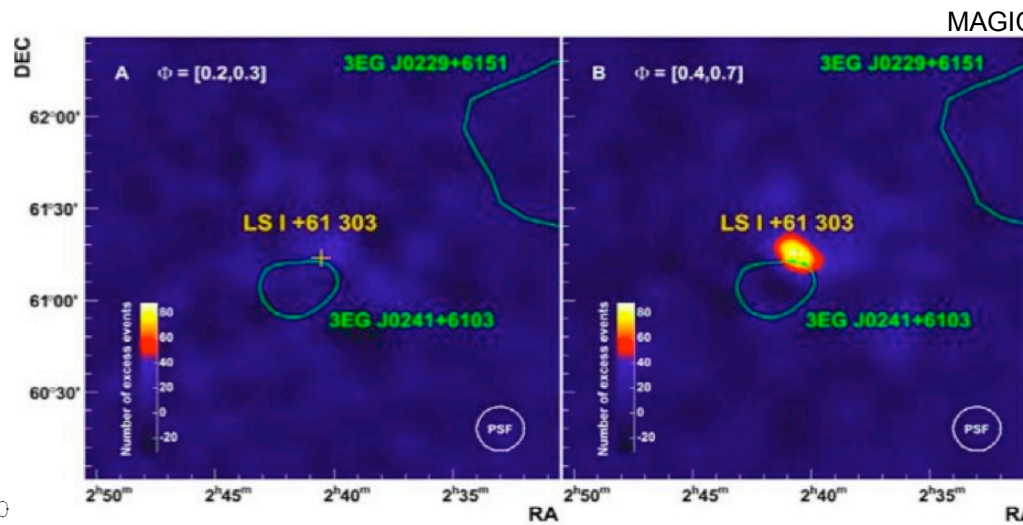 MAGIC
DEC
A Φ = [0.2,0.3]
3EG J0229+6151
B Φ = [0.4,0.7]
3EG J0229+6151
62°00'
61°30'
LS I +61 303
LS I +61 303
61°00'
3EG J0241+6103
3EG J0241+6103
60°30'
Number of excess events
80
60
40
20
0
-20
PSF
Number of excess events
80
60
40
20
0
-20
PSF
2h50m 2h45m 2h40m 2h35m 2h50m 2h45m 2h40m 2h35m
RA